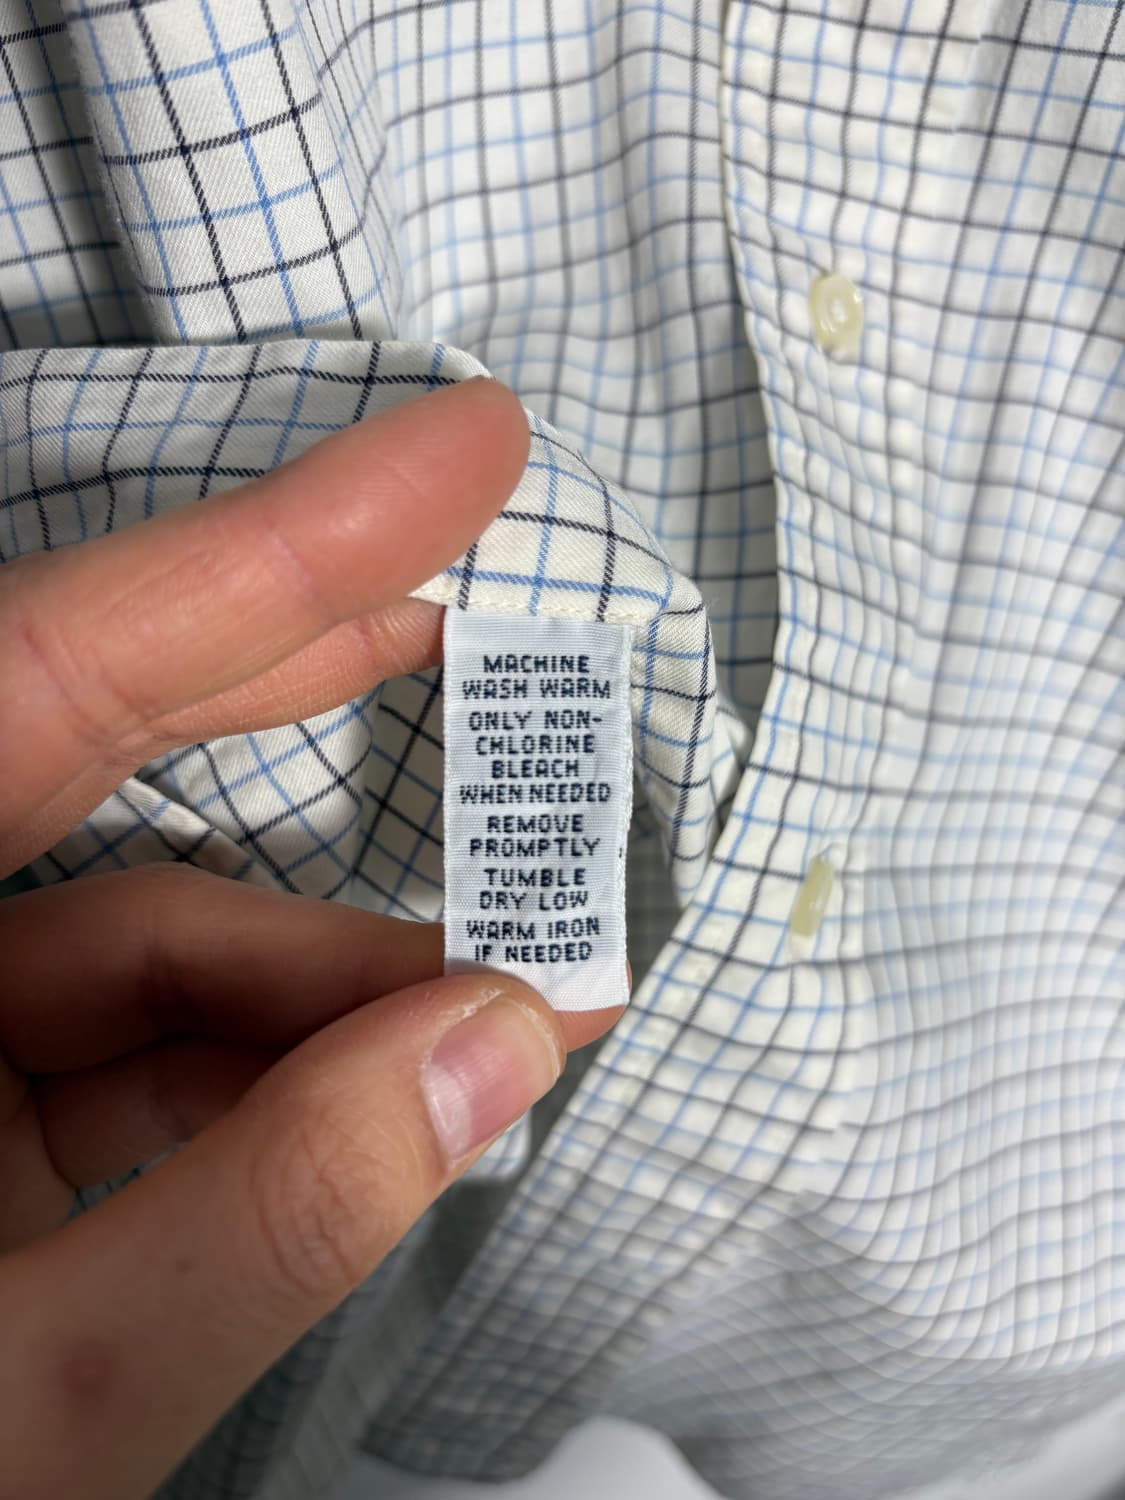 MACHINE
WASH WARM
ONLY NON-
CHLORINE
BLEACH
WHEN NEEDED
REMOVE
PROMPTLY
TUMBLE
DRY LOW
WARM IRON
IF NEEDED